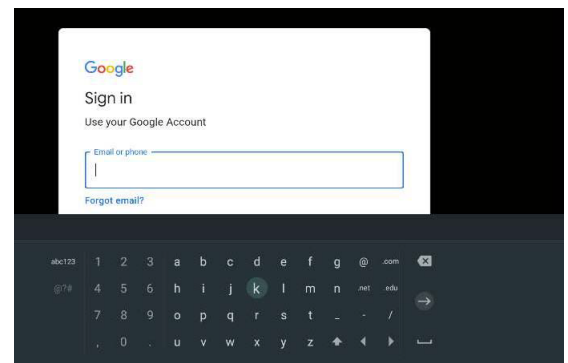 Google
Sign in
Use your Google Account
Email or phone
Forgot email?
abc123 1 2 3 a b c d e f g @ .com
@?# 4 5 6 h i j k l m n .net .edu
7 8 9 o p q r s t _ - /
, 0 . u v w x y z